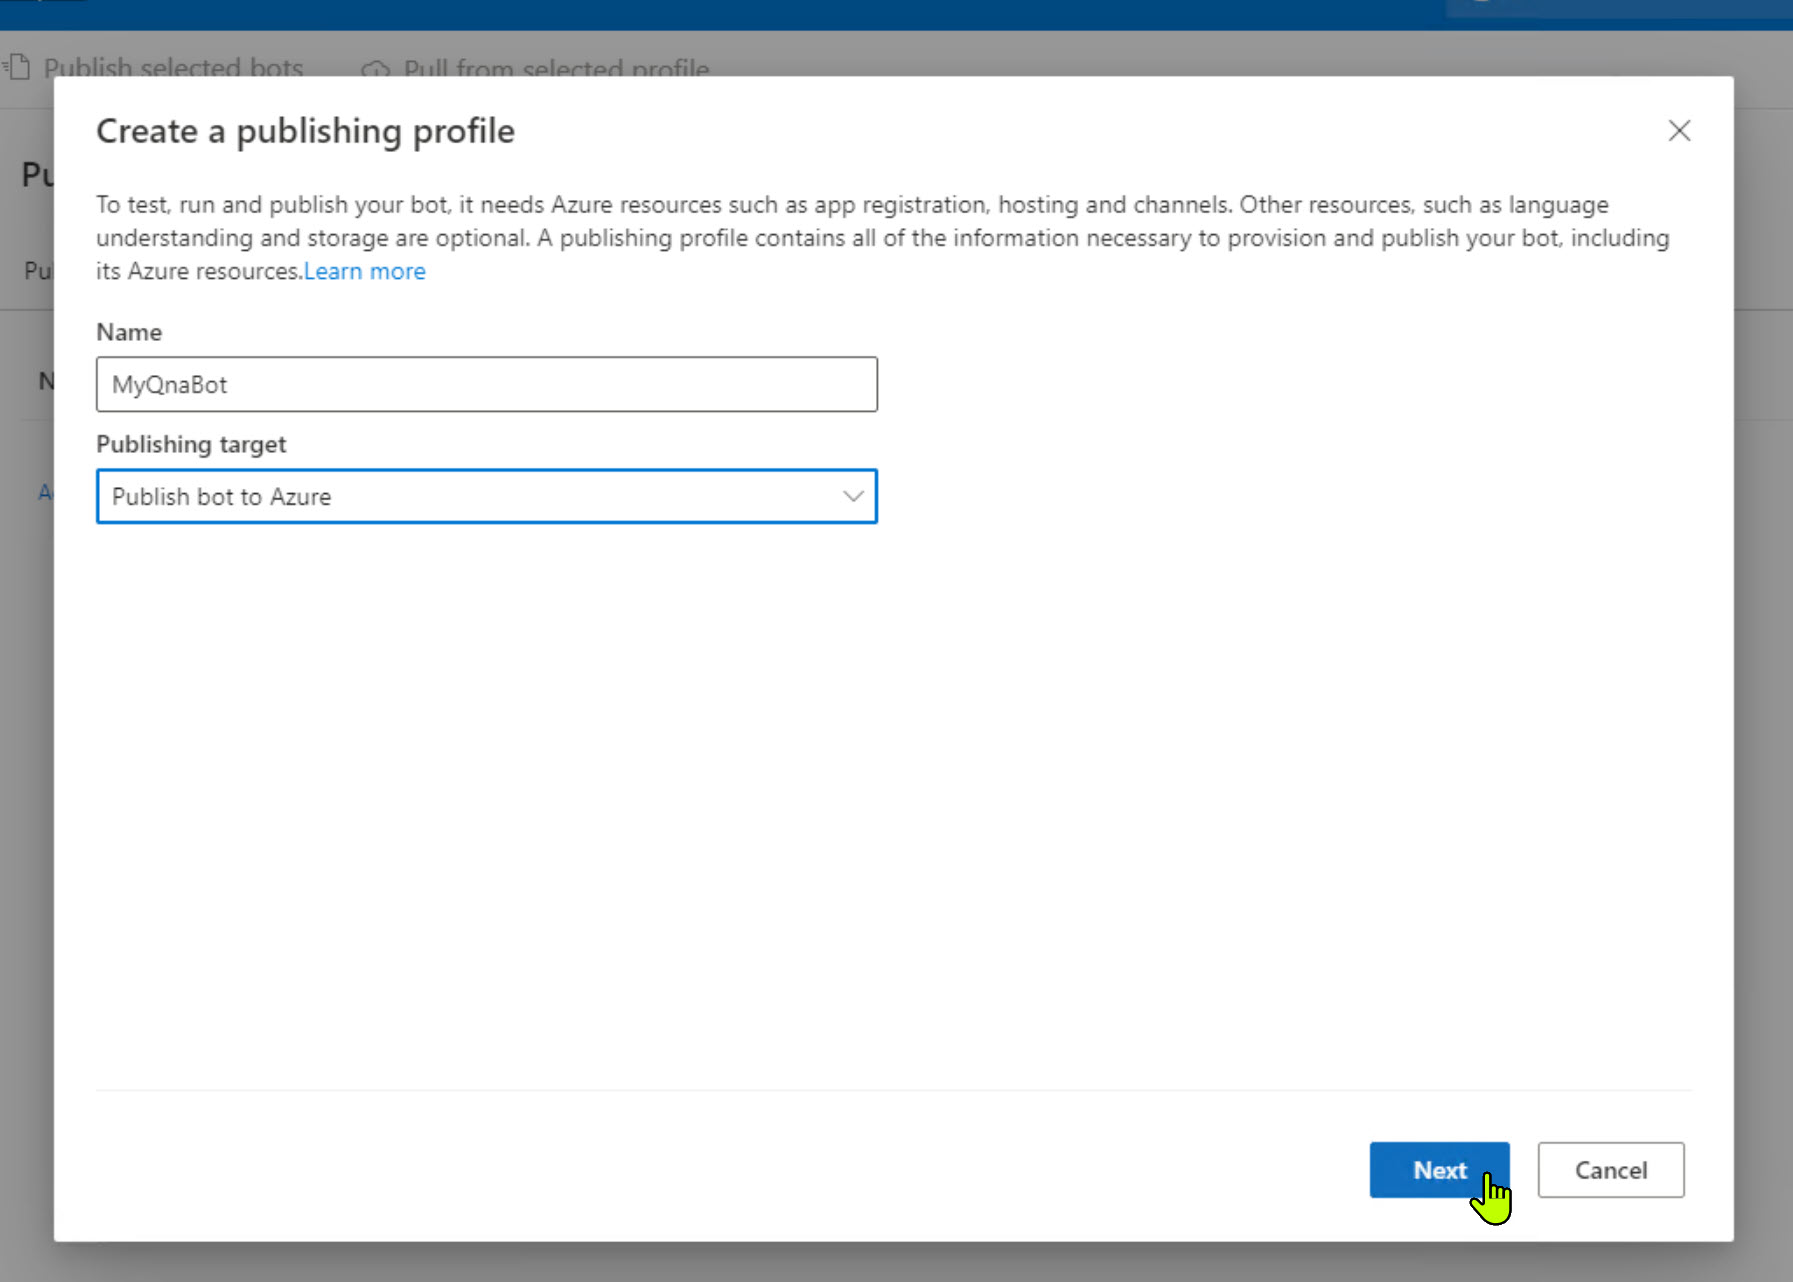 Publish selected bots
Pull from selected profile
Create a publishing profile
Pu
To test, run and publish your bot, it needs Azure resources such as app registration, hosting and channels. Other resources, such as language
understanding and storage are optional. A publishing profile contains all of the information necessary to provision and publish your bot, including
Pu
its Azure resources.Learn more
Name
N
MyQnaBot
Publishing target
A
Publish bot to Azure
Next
Cancel